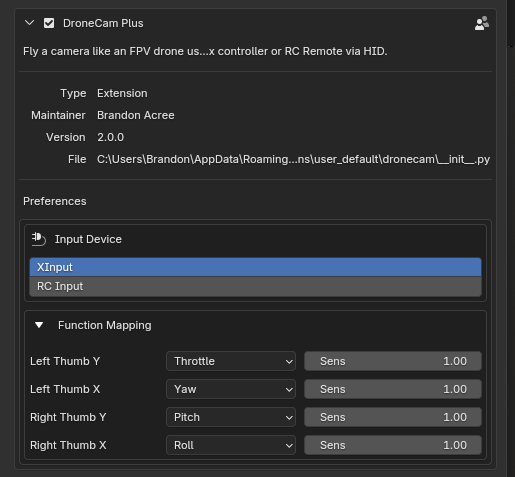 DroneCam Plus
Fly a camera like an FPV drone us...x controller or RC Remote via HID.
Type Extension
Maintainer Brandon Acree
Version 2.0.0
File C:\Users\Brandon\AppData\Roaming...ns\user_default\dronecam\__init__.py
Preferences
Input Device
XInput
RC Input
Function Mapping
Left Thumb Y Throttle Sens 1.00
Left Thumb X Yaw Sens 1.00
Right Thumb Y Pitch Sens 1.00
Right Thumb X Roll Sens 1.00